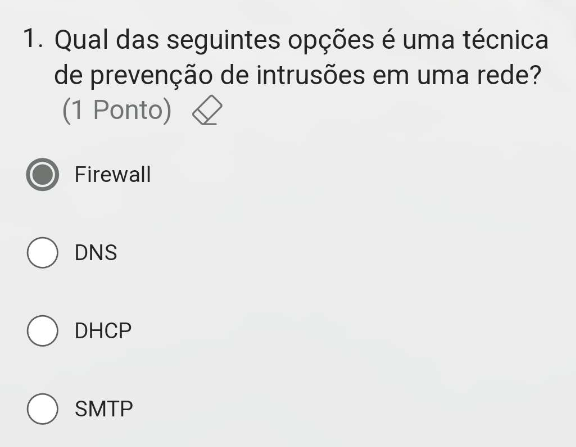 1. Qual das seguintes opções é uma técnica
de prevenção de intrusões em uma rede?
(1 Ponto)
Firewall
DNS
DHCP
SMTP